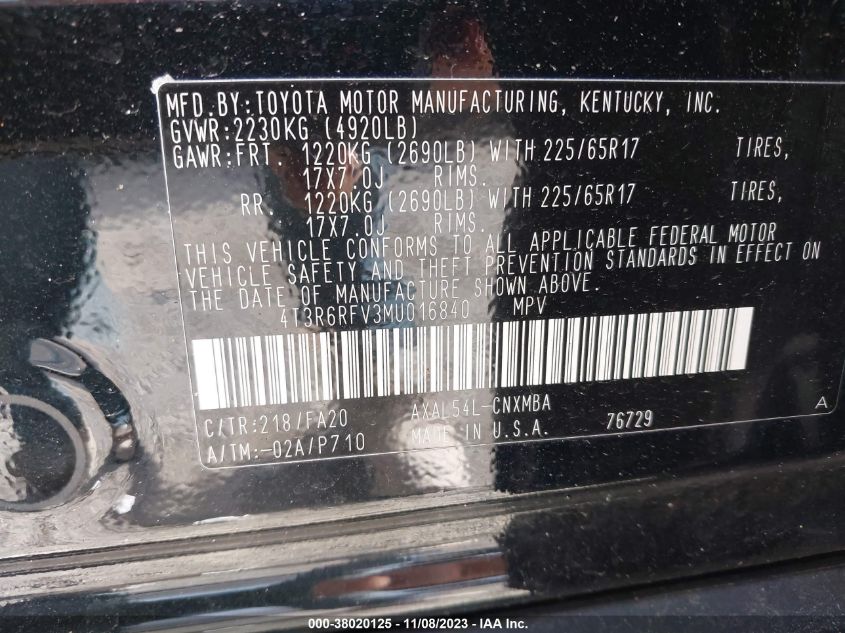 MFD.BY:TOYOTA MOTOR MANUFACTURING, KENTUCKY, INC.
GVWR:2230KG (4920LB)
GAWR:FRT. 1220KG (2690LB) WITH 225/65R17 TIRES,
17X7.0J RIMS.
RR. 1220KG (2690LB) WITH 225/65R17 TIRES,
17X7.0J RIMS.
THIS VEHICLE CONFORMS TO ALL APPLICABLE FEDERAL MOTOR
VEHICLE SAFETY AND THEFT PREVENTION STANDARDS IN EFFECT ON
THE DATE OF MANUFACTURE SHOWN ABOVE.
4T3R6RFV3MU016840 MPV
C/TR:218/FA20 AXAL54L-CNXMBA
A/TM:-02A/P710 MADE IN U.S.A. 76729 A
000-38020125 - 11/08/2023 - © IAA Inc.